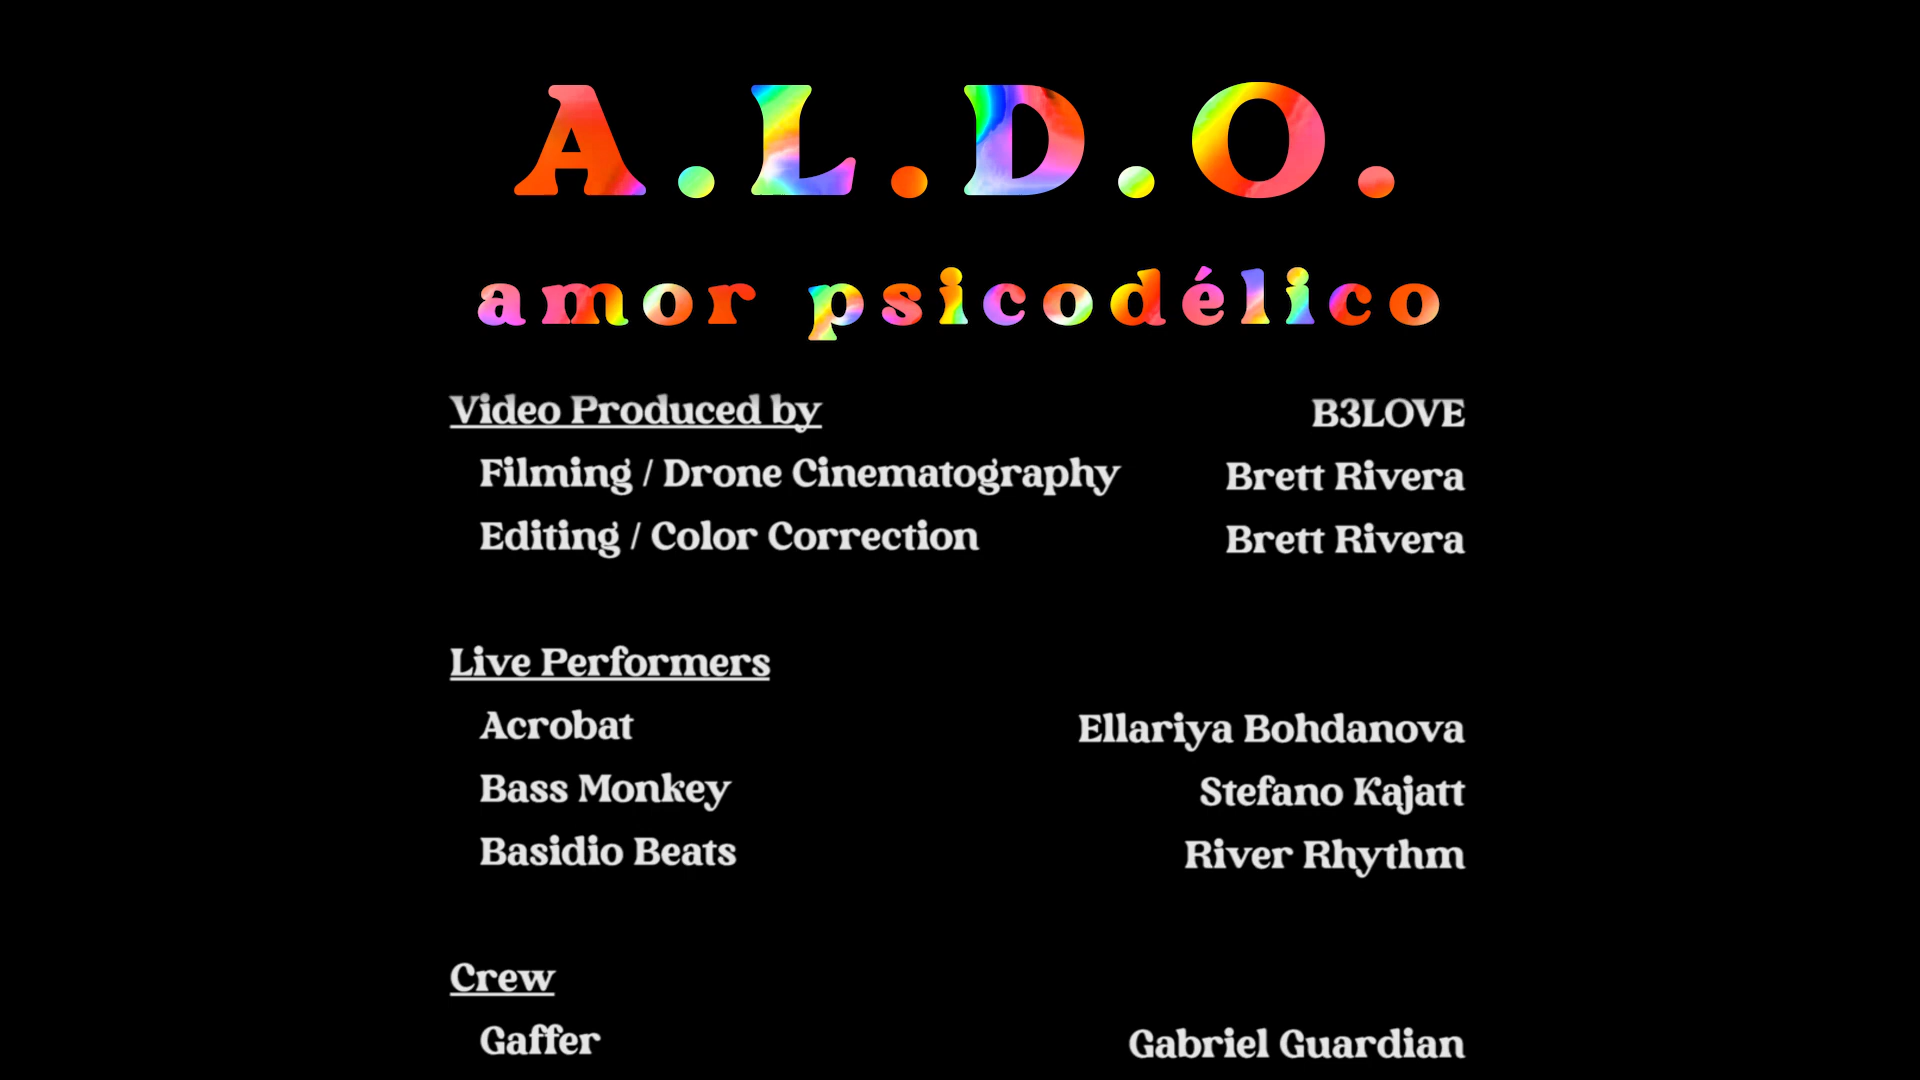 A.L.D.O.
amor psicodélico
Video Produced by B3LOVE
Filming / Drone Cinematography Brett Rivera
Editing / Color Correction Brett Rivera
Live Performers
Acrobat Ellariya Bohdanova
Bass Monkey Stefano Kajatt
Basidio Beats River Rhythm
Crew
Gaffer Gabriel Guardian